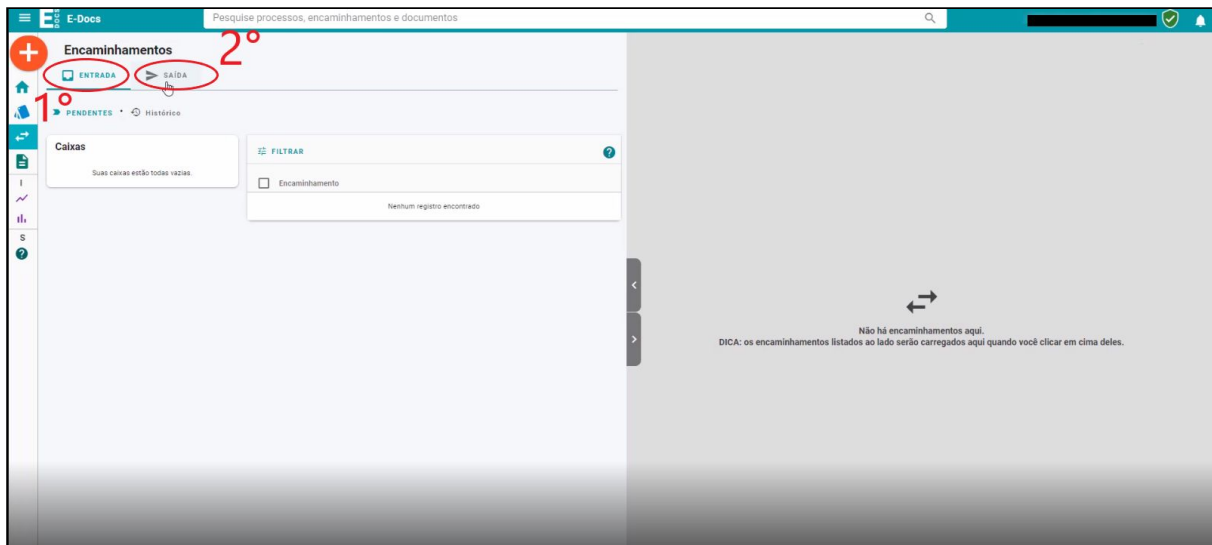 E-DOCS
E-Docs
Pesquise processos, encaminhamentos e documentos
Encaminhamentos
2°
ENTRADA
SAÍDA
1°
PENDENTES
Histórico
Caixas
Suas caixas estão todas vazias.
FILTRAR
?
Encaminhamento
Nenhum registro encontrado
I
S
?
Não há encaminhamentos aqui.
DICA: os encaminhamentos listados ao lado serão carregados aqui quando você clicar em cima deles.